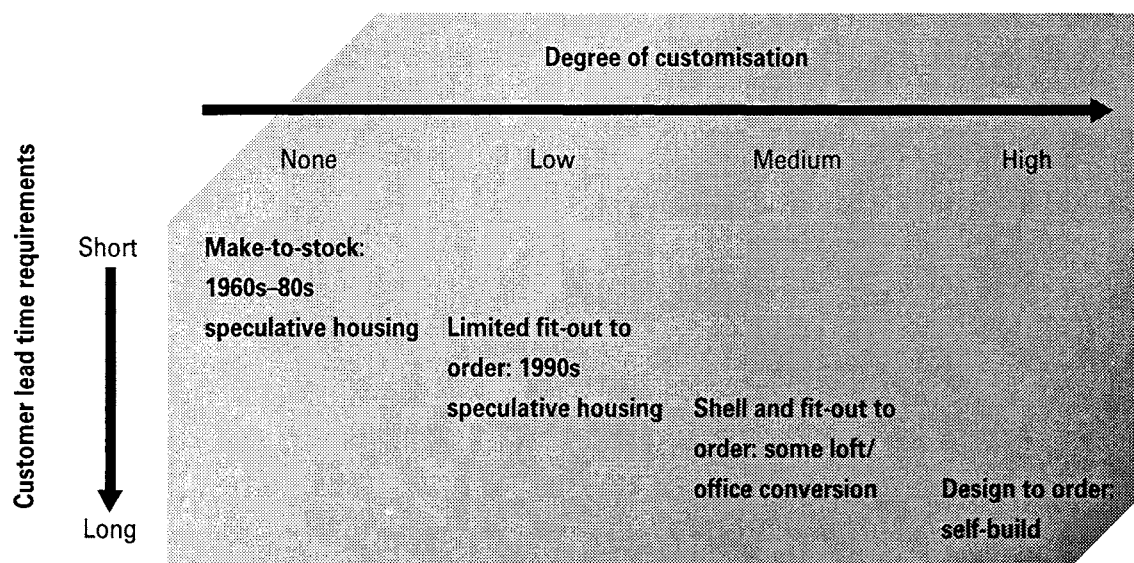 Degree of customisation
None
Low
Medium
High
Customer lead time requirements
Short
Long
Make-to-stock:
1960s–80s
speculative housing
Limited fit-out to
order: 1990s
speculative housing
Shell and fit-out to
order: some loft/
office conversion
Design to order:
self-build